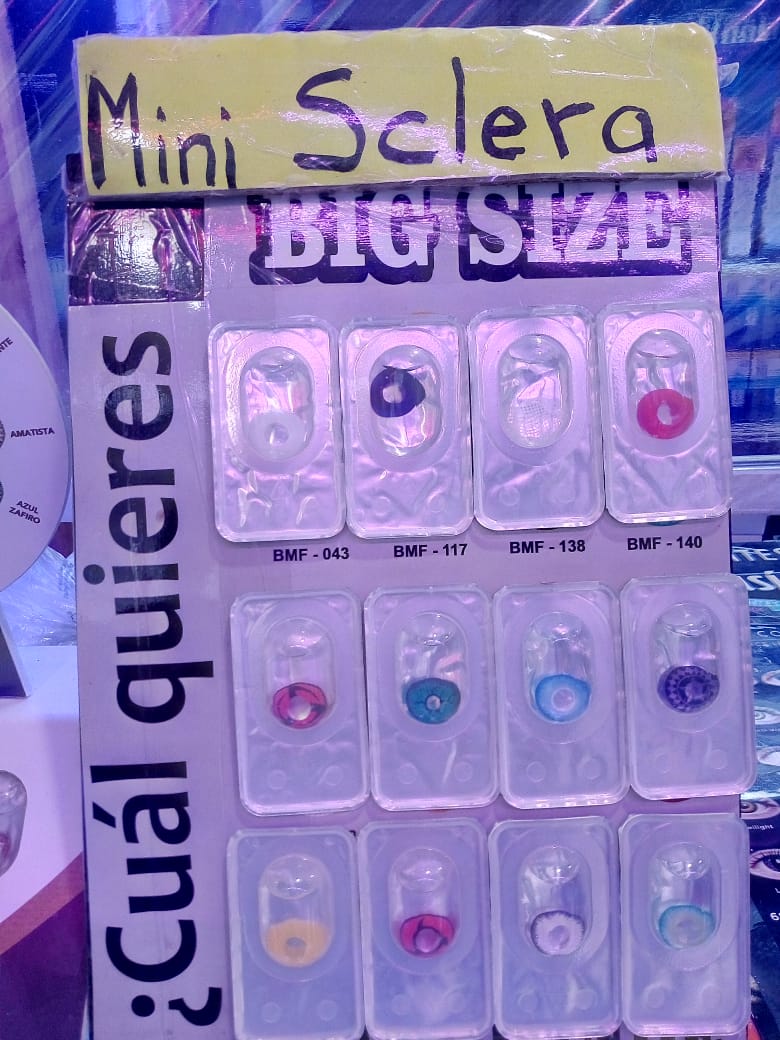 Mini Sclera
BIG SIZE
¿Cuál quieres
BMF - 043
BMF - 117
BMF - 138
BMF - 140
AMATISTA
AZUL
ZAFIRO